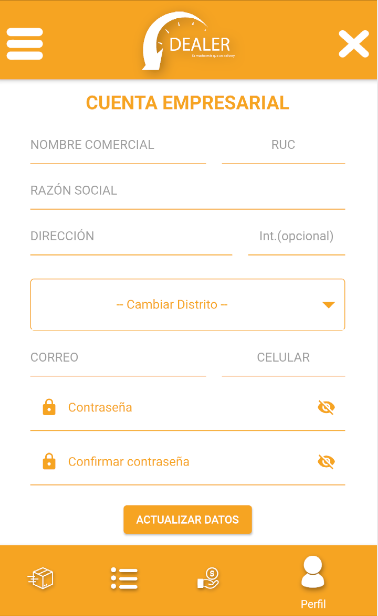 DEALER
CUENTA EMPRESARIAL
NOMBRE COMERCIAL RUC
RAZÓN SOCIAL
DIRECCIÓN Int.(opcional)
-- Cambiar Distrito --
CORREO CELULAR
Contraseña
Confirmar contraseña
ACTUALIZAR DATOS
$
Perfil